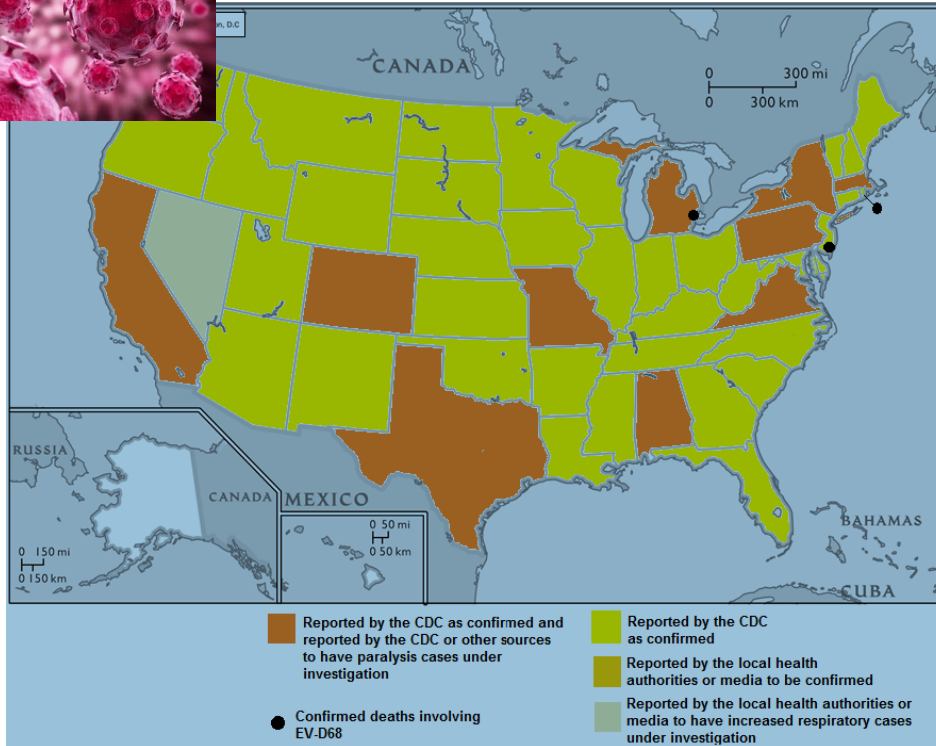 n, D.C
CANADA
0 300 mi
0 300 km
RUSSIA
CANADA
MEXICO
0 150 mi
0 150 km
0 50 mi
0 50 km
BAHAMAS
CUBA
Reported by the CDC as confirmed and
reported by the CDC or other sources
to have paralysis cases under
investigation
Confirmed deaths involving
EV-D68
Reported by the CDC
as confirmed
Reported by the local health
authorities or media to be confirmed
Reported by the local health authorities or
media to have increased respiratory cases
under investigation